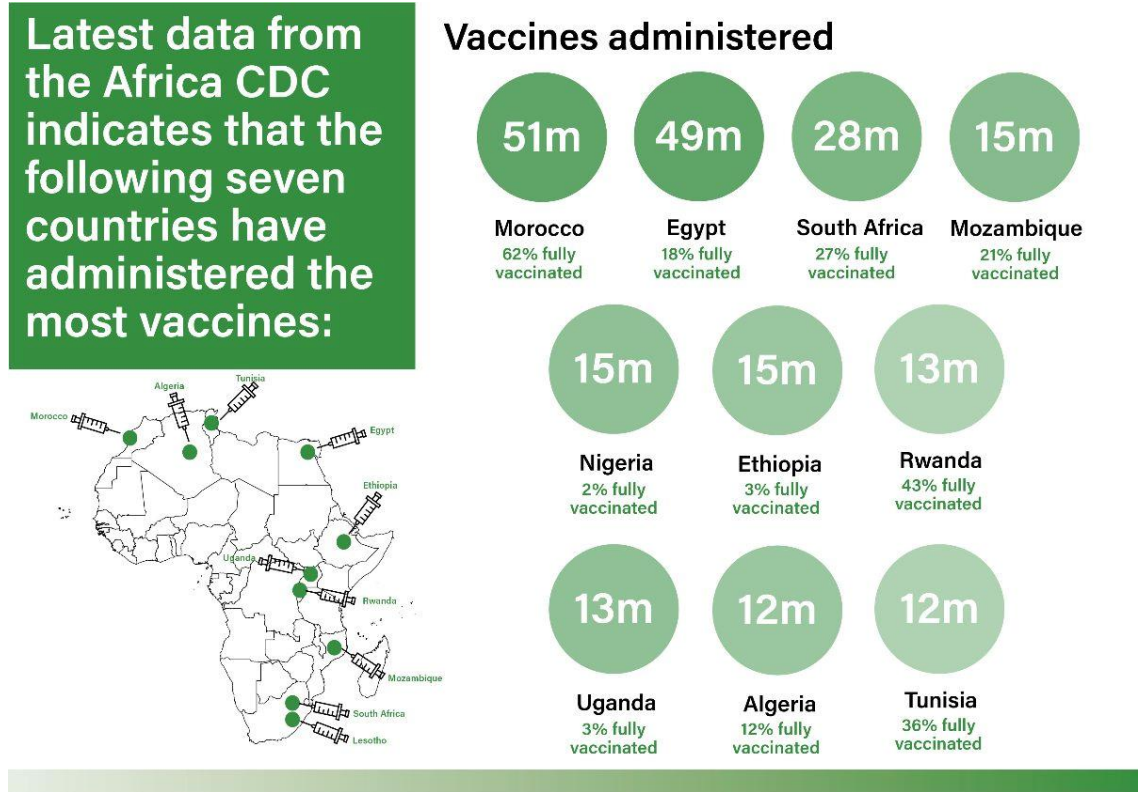 Latest data from
the Africa CDC
indicates that the
following seven
countries have
administered the
most vaccines:
Vaccines administered
51m
49m
28m
15m
Morocco
62% fully
vaccinated
Egypt
18% fully
vaccinated
South Africa
27% fully
vaccinated
Mozambique
21% fully
vaccinated
15m
15m
13m
Nigeria
2% fully
vaccinated
Ethiopia
3% fully
vaccinated
Rwanda
43% fully
vaccinated
13m
12m
12m
Uganda
3% fully
vaccinated
Algeria
12% fully
vaccinated
Tunisia
36% fully
vaccinated
Tunisia
Algeria
Morocco
Egypt
Ethiopia
Uganda
Rwanda
Mozambique
South Africa
Lesotho